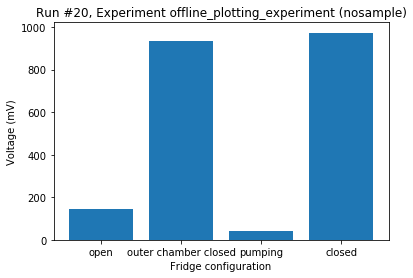 Run #20, Experiment offline_plotting_experiment (nosample)
1000
800
600
400
200
0
Voltage (mV)
open outer chamber closed pumping closed
Fridge configuration